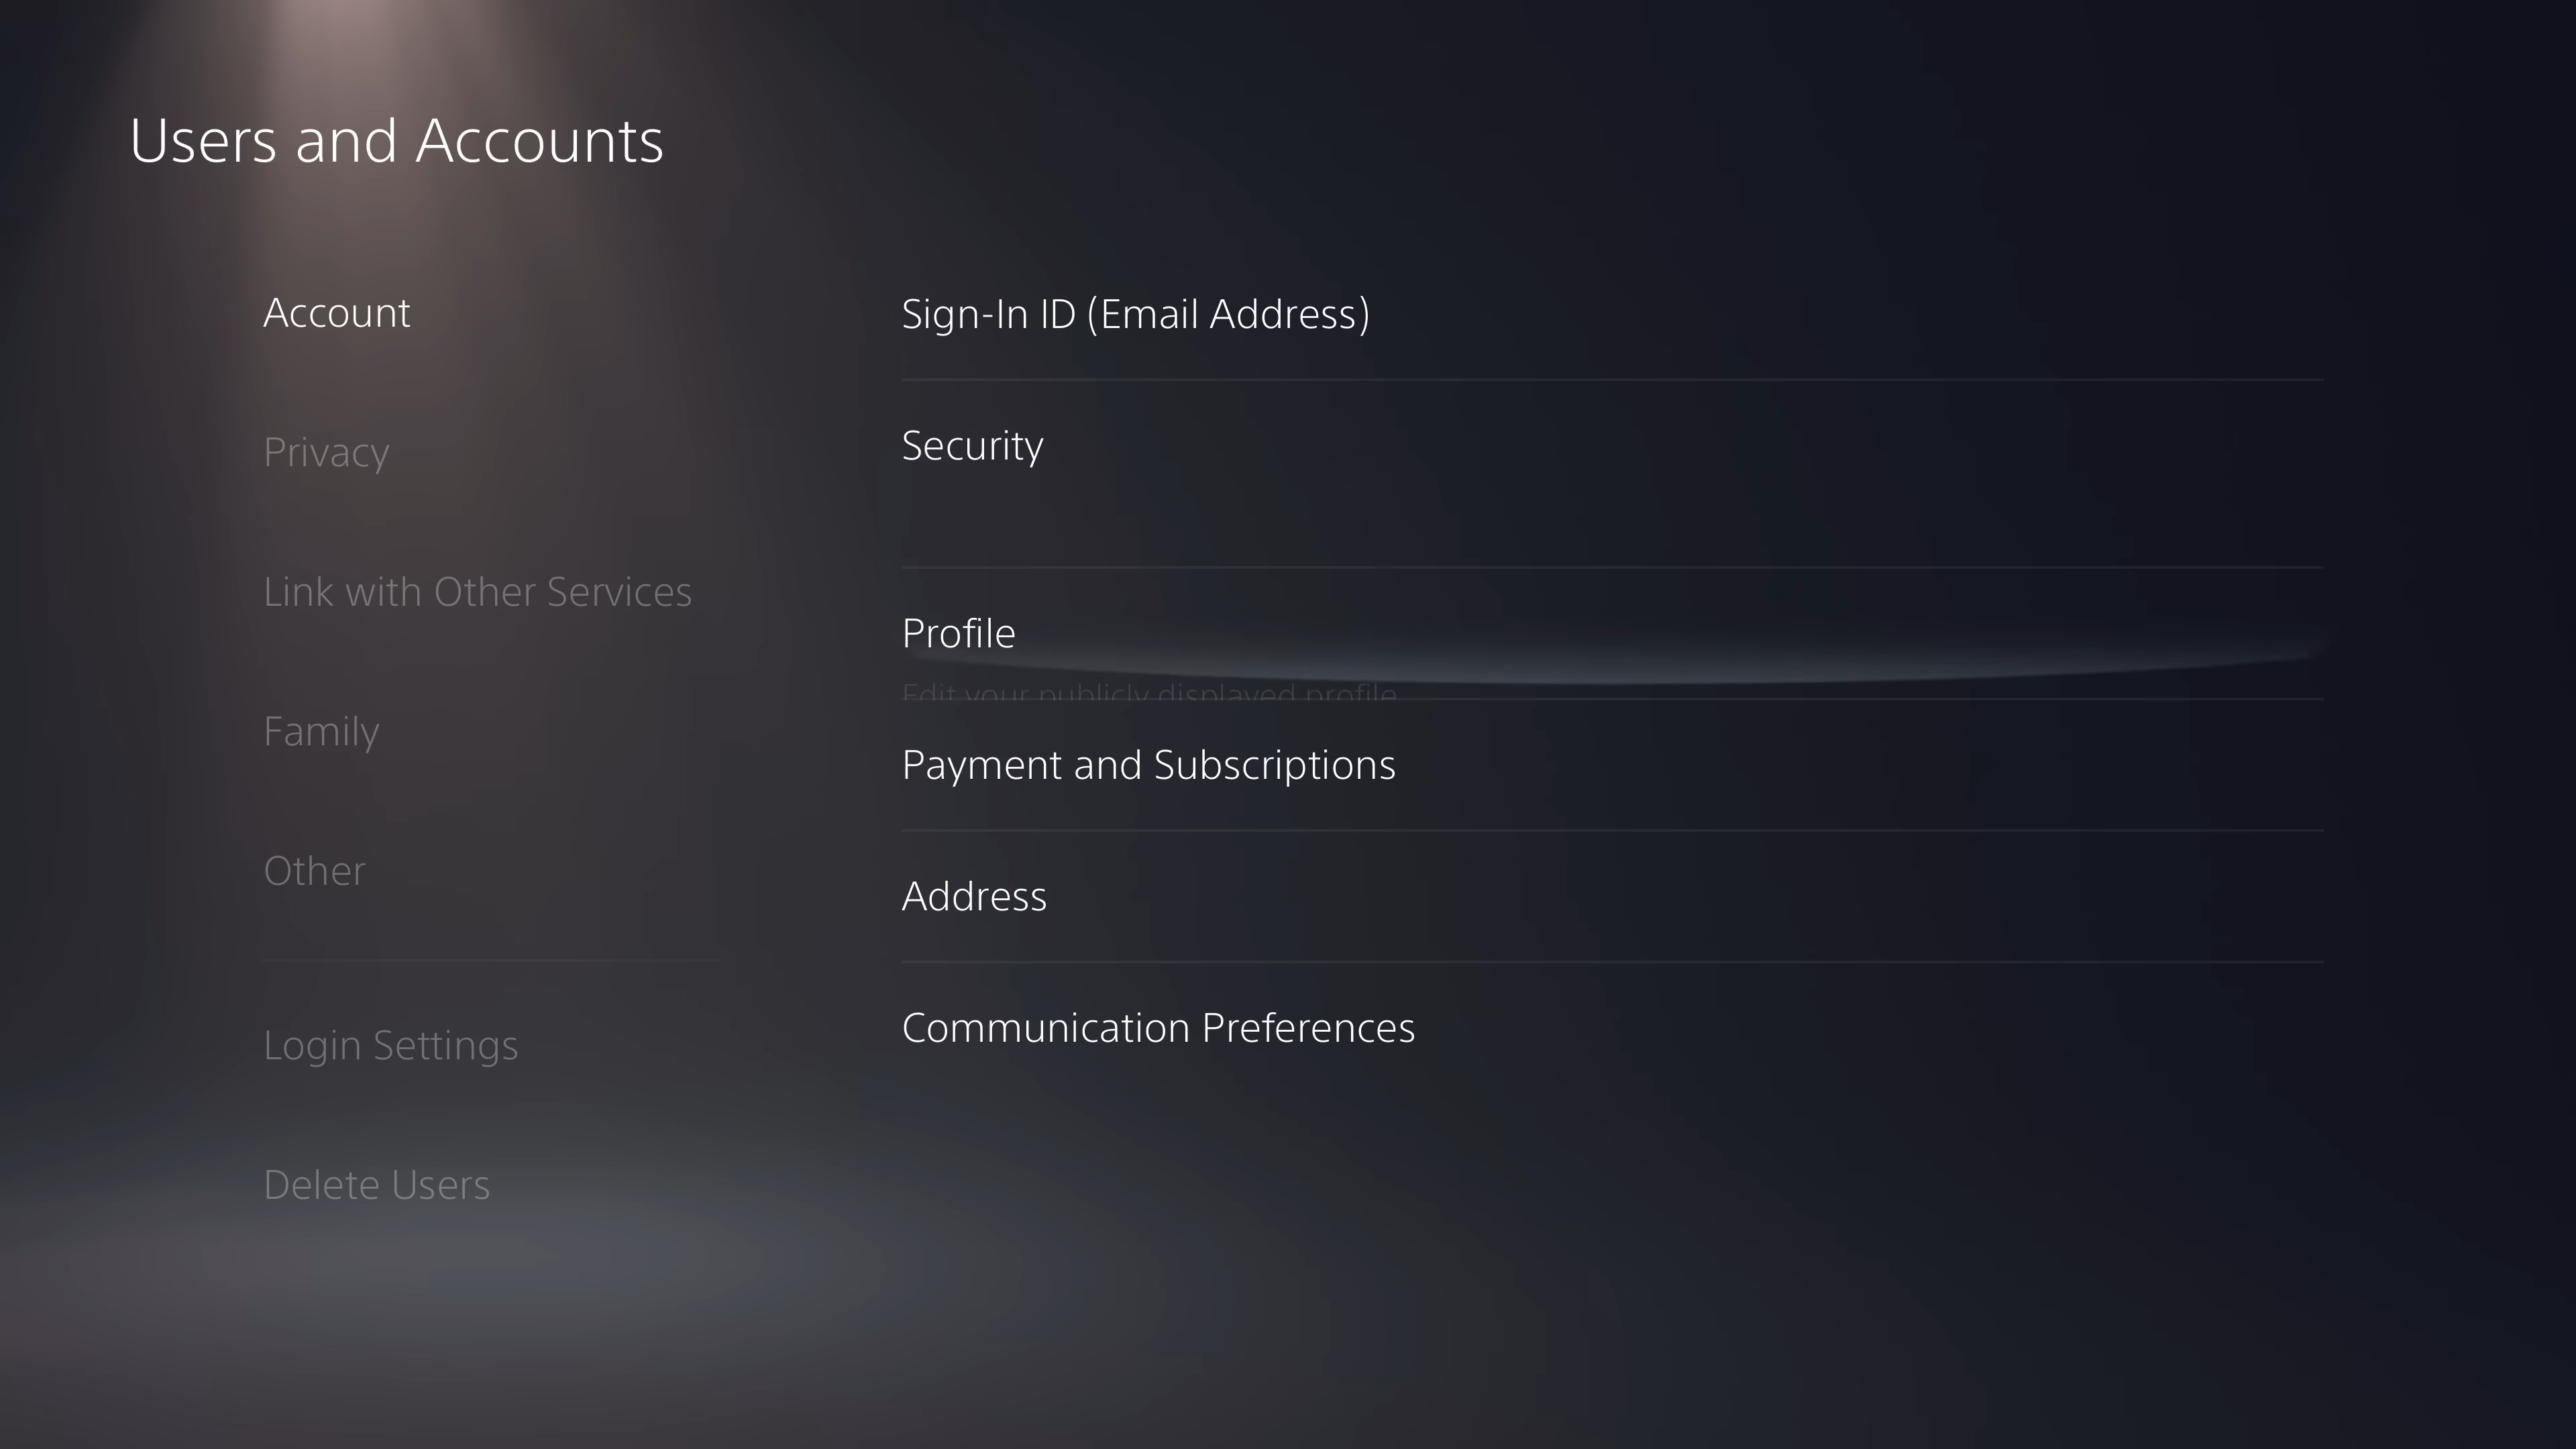 Users and Accounts
Account
Privacy
Link with Other Services
Family
Other
Login Settings
Delete Users
Sign-In ID (Email Address)
Security
Profile
Edit your publicly displayed profile
Payment and Subscriptions
Address
Communication Preferences